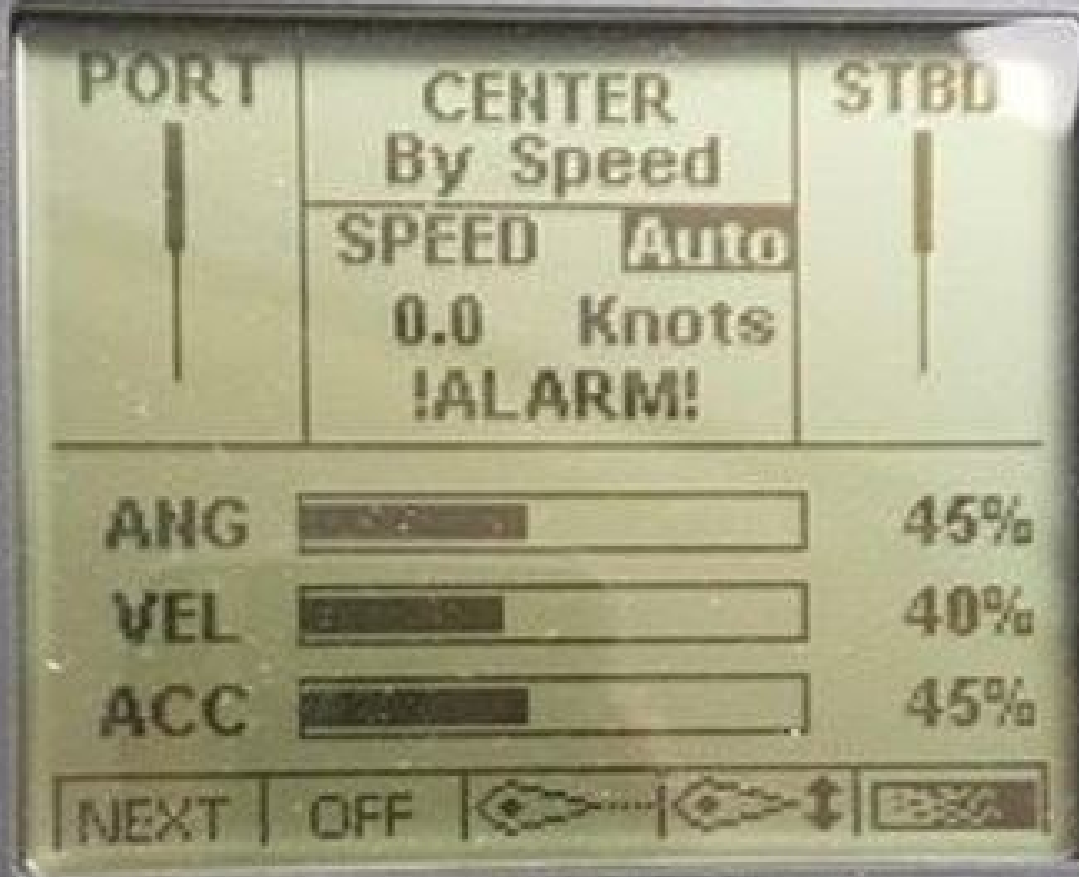 PORT
CENTER
By Speed
STBD
SPEED Auto
0.0 Knots
!ALARM!
ANG 45%
VEL 40%
ACC 45%
NEXT OFF